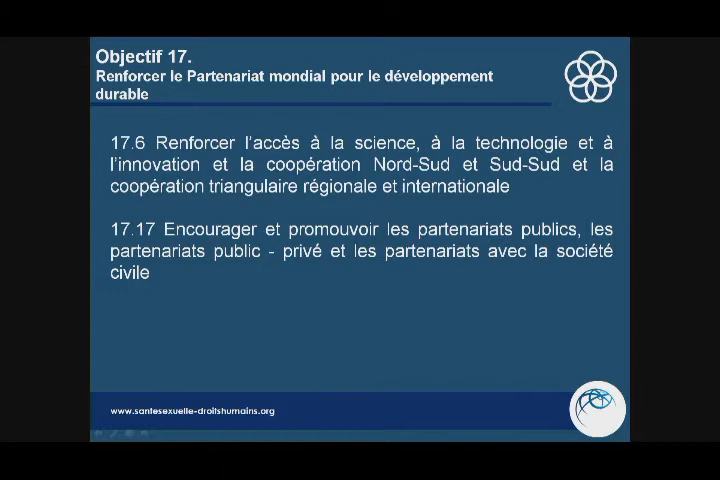 Objectif 17.
Renforcer le Partenariat mondial pour le développement
durable
17.6 Renforcer l'accès à la science, à la technologie et à
l'innovation et la coopération Nord-Sud et Sud-Sud et la
coopération triangulaire régionale et internationale
17.17 Encourager et promouvoir les partenariats publics, les
partenariats public - privé et les partenariats avec la société
civile
www.santesexuelle-droitshumains.org